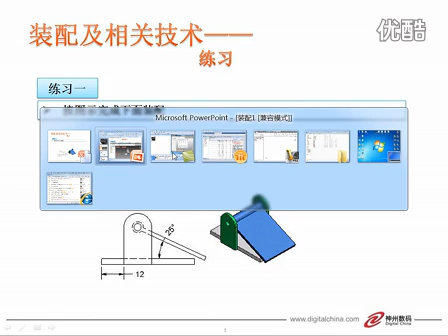 装配及相关技术——
优酷
练习
练习一
Microsoft PowerPoint - [装配1 [兼容模式]]
25°
12
www.digitalchina.com
神州数码
Digital China